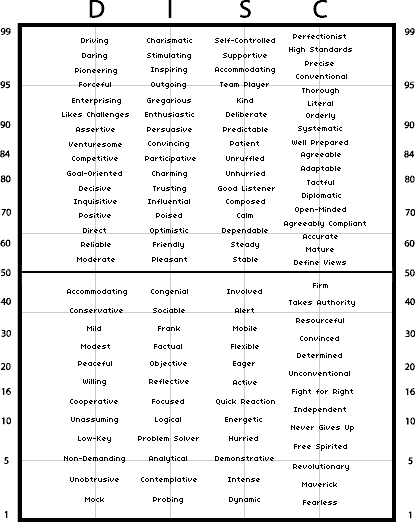 D I S C
99 99
Driving Charismatic Self-Controlled Perfectionist
Daring Stimulating Supportive High Standards
Pioneering Inspiring Accommodating Precise
Conventional
95 Forceful Outgoing Team Player 95
Thorough
Enterprising Gregarious Kind Literal
Likes Challenges Enthusiastic Deliberate Orderly
90 Assertive Persuasive Predictable Systematic 90
Venturesome Convincing Patient Well Prepared
84 Competitive Participative Unruffled Agreeable 84
Goal-Oriented Charming Unhurried Adaptable
80 80
Decisive Trusting Good Listener Tactful
Inquisitive Influential Composed Diplomatic
70 Positive Poised Calm Open-Minded 70
Direct Optimistic Dependable Agreeably Compliant
60 Reliable Friendly Steady Accurate 60
Mature
Moderate Pleasant Stable Define Views
50 50
Accommodating Congenial Involved Firm
40 Takes Authority 40
Conservative Sociable Alert
Mild Frank Mobile Resourceful
30 30
Modest Factual Flexible Convinced
Peaceful Objective Eager Determined
20 20
Willing Reflective Active Unconventional
16 Fight for Right 16
Cooperative Focused Quick Reaction Independent
10 Unassuming Logical Energetic Never Gives Up 10
Low-Key Problem Solver Hurried Free Spirited
5 Non-Demanding Analytical Demonstrative 5
Revolutionary
Unobtrusive Contemplative Intense Maverick
Mock Probing Dynamic Fearless
1 1